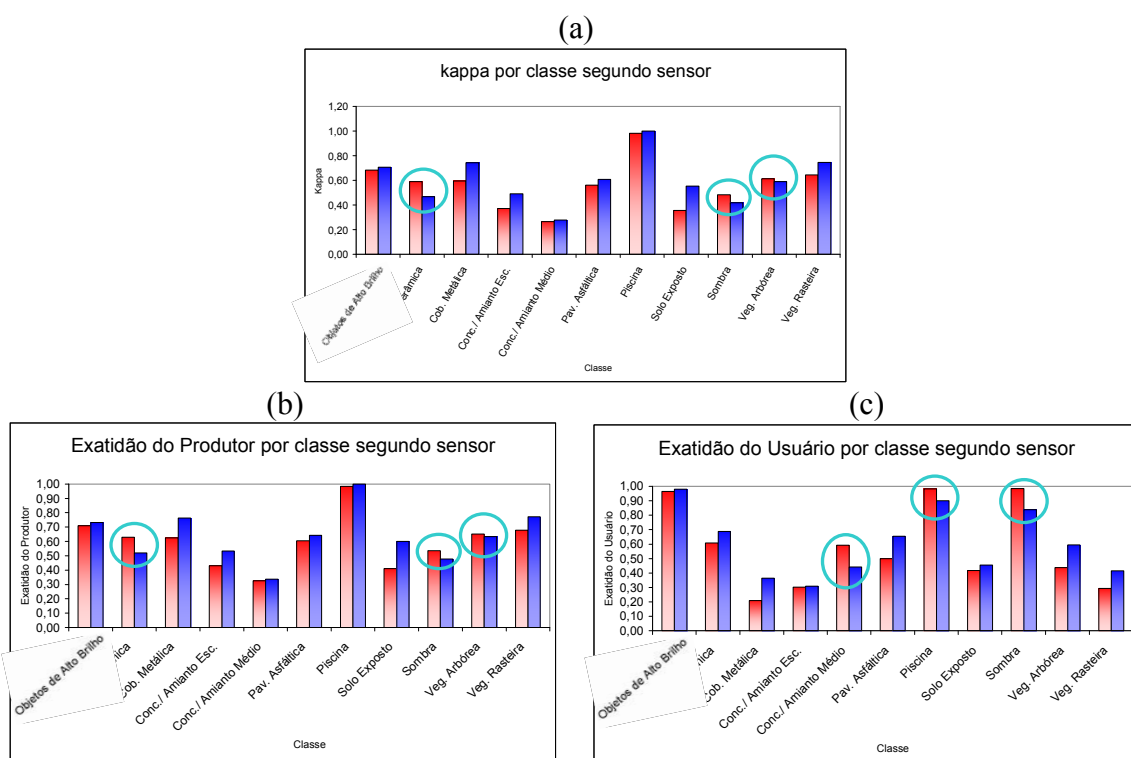 (a)
kappa por classe segundo sensor
1,20
1,00
0,80
0,60
0,40
0,20
0,00
Kappa
Objetos de Alto Brilho
Cob. Metálica
Conc./ Amianto Esc.
Conc./ Amianto Médio
Pav. Asfáltica
Piscina
Solo Exposto
Sombra
Veg. Arbórea
Veg. Rasteira
Classe
(b)
Exatidão do Produtor por classe segundo sensor
1,00
0,90
0,80
0,70
0,60
0,50
0,40
0,30
0,20
0,10
0,00
Exatidão do Produtor
Objetos de Alto Brilho
Cob. Metálica
Conc./ Amianto Esc.
Conc./ Amianto Médio
Pav. Asfáltica
Piscina
Solo Exposto
Sombra
Veg. Arbórea
Veg. Rasteira
Classe
(c)
Exatidão do Usuário por classe segundo sensor
1,00
0,90
0,80
0,70
0,60
0,50
0,40
0,30
0,20
0,10
0,00
Exatidão do Usuário
Objetos de Alto Brilho
Cob. Metálica
Conc./ Amianto Esc.
Conc./ Amianto Médio
Pav. Asfáltica
Piscina
Solo Exposto
Sombra
Veg. Arbórea
Veg. Rasteira
Classe